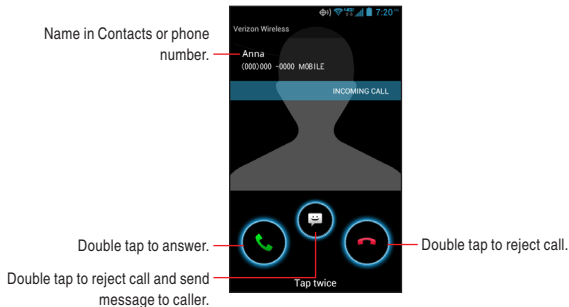 7:20
Verizon Wireless
Name in Contacts or phone
number.
Anna
(000)000 -0000 MOBILE
INCOMING CALL
Double tap to answer.
Double tap to reject call.
Double tap to reject call and send
message to caller.
Tap twice